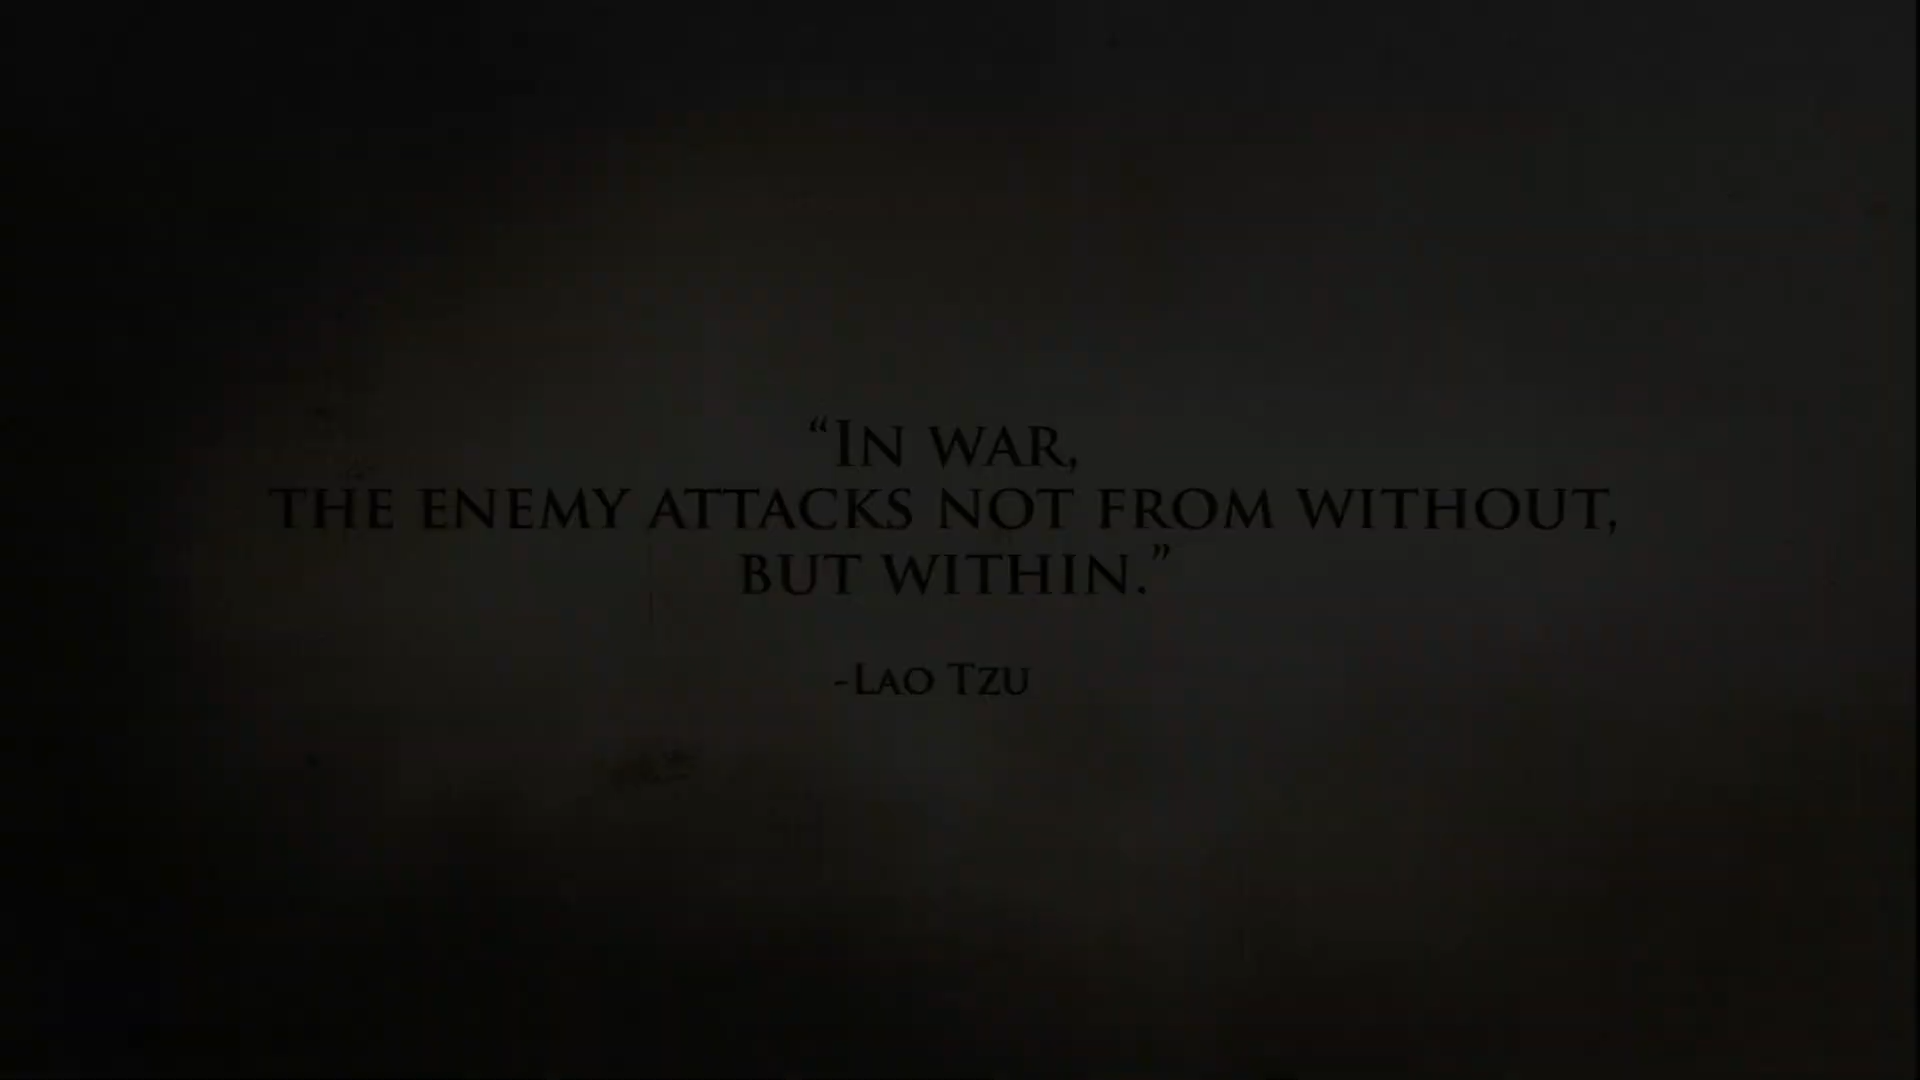 “In war,
the enemy attacks not from without,
but within.”
-Lao Tzu